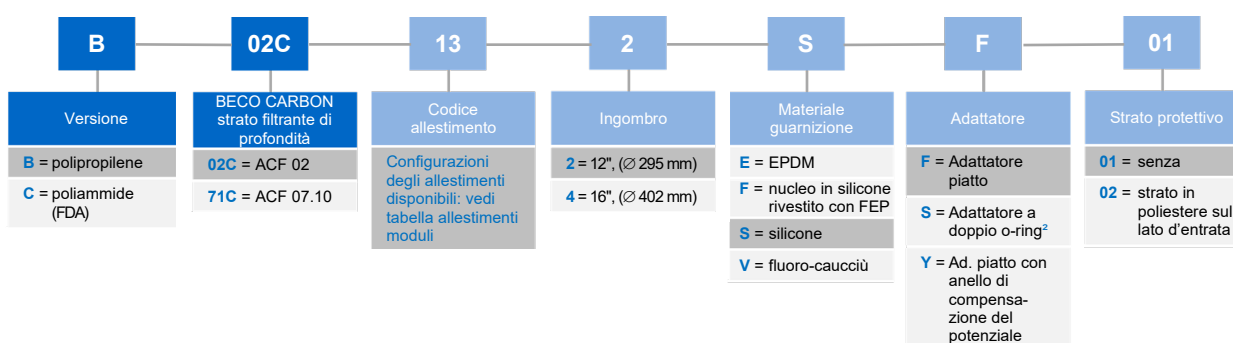 B 02C 13 2 S F 01
Versione
BECO CARBON
strato filtrante di
profondità
Codice
allestimento
Ingombro
Materiale
guarnizione
Adattatore
Strato protettivo
B = polipropilene
C = poliammide
(FDA)
02C = ACF 02
71C = ACF 07.10
Configurazioni
degli allestimenti
disponibili: vedi
tabella allestimenti
moduli
2 = 12", (∅ 295 mm)
4 = 16", (∅ 402 mm)
E = EPDM
F = nucleo in silicone
rivestito con FEP
S = silicone
V = fluoro-caucciù
F = Adattatore
piatto
S = Adattatore a
doppio o-ring²
Y = Ad. piatto con
anello di
compensa-
zione del
potenziale
01 = senza
02 = strato in
poliestere sul
lato d'entrata